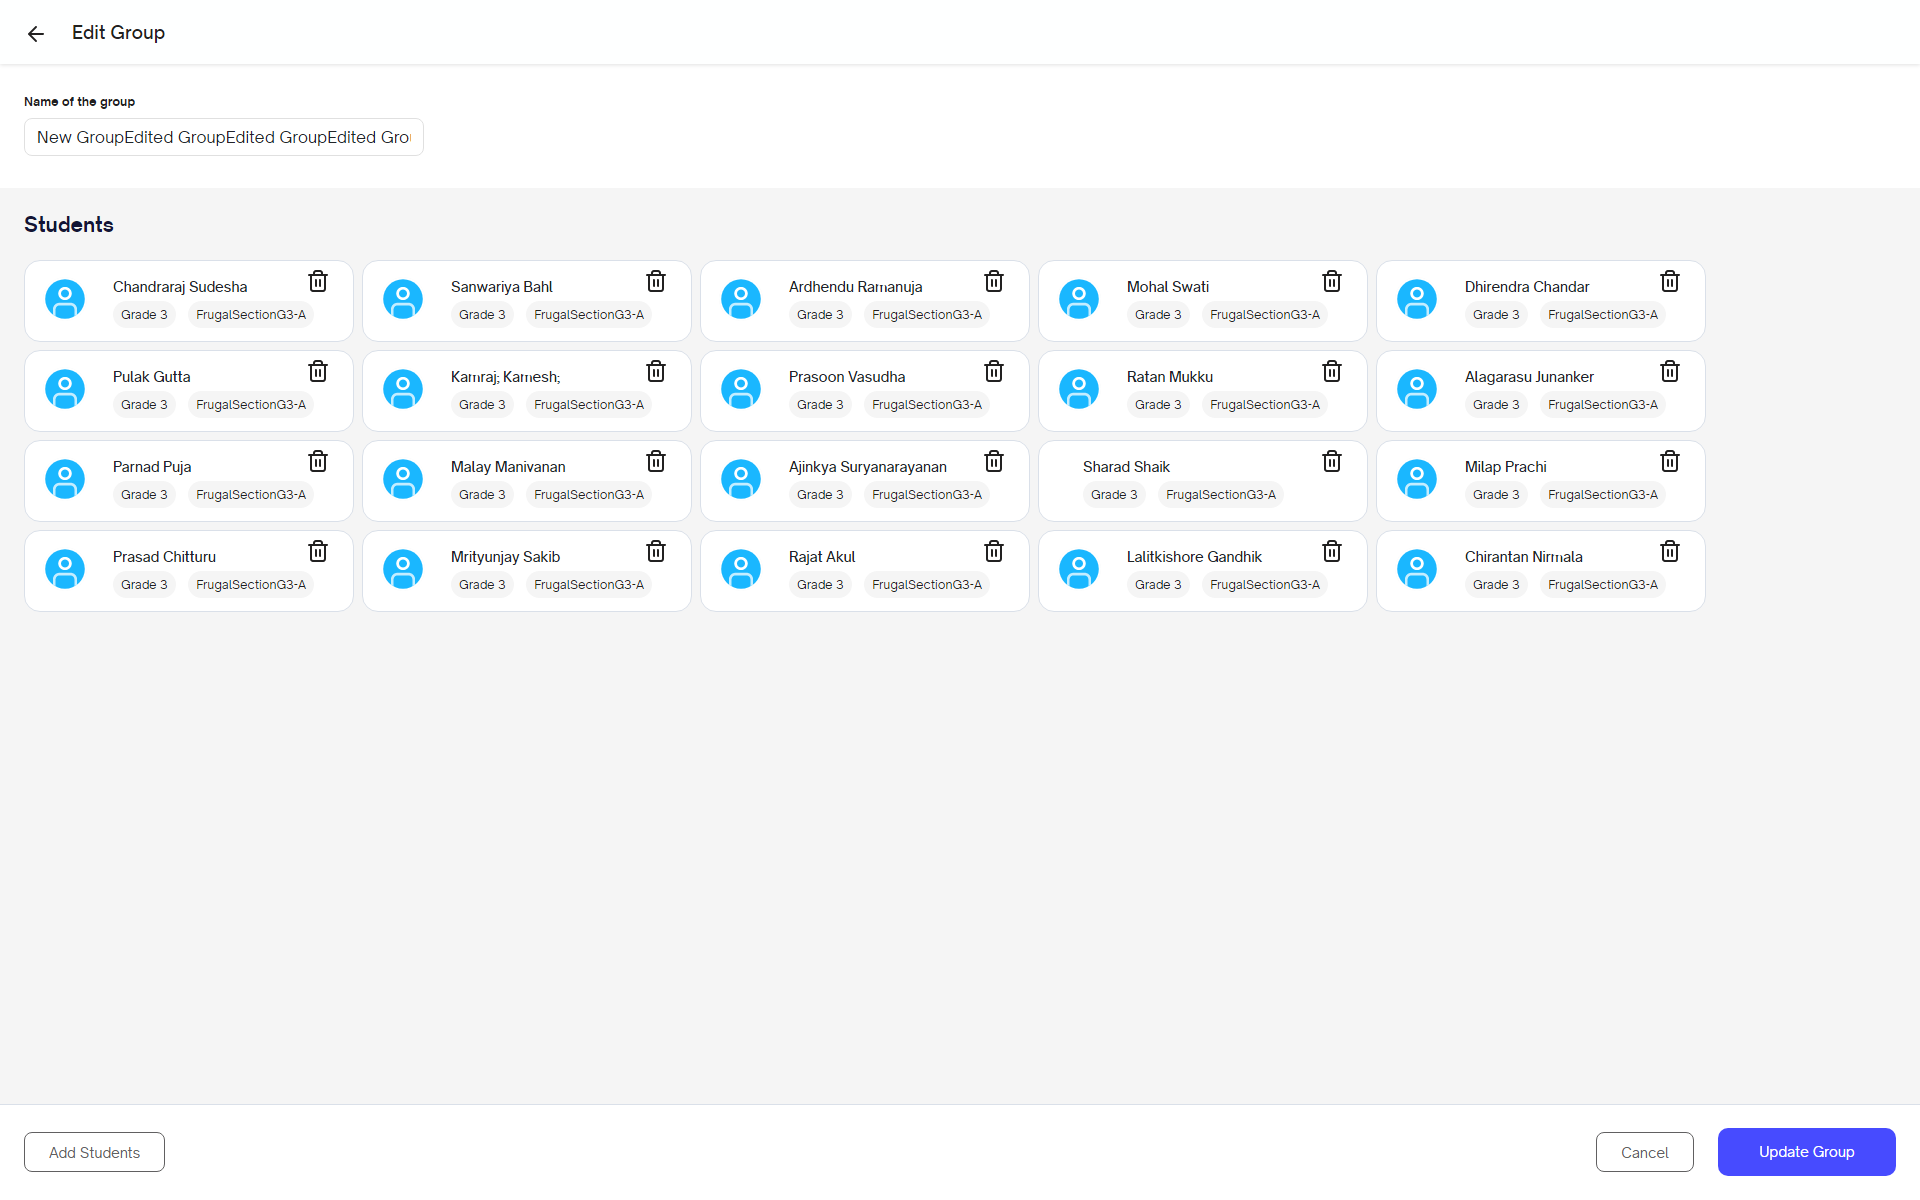 Edit Group
Name of the group
New GroupEdited GroupEdited GroupEdited Gro
Students
Chandraraj Sudesha
Grade 3 FrugalSectionG3-A
Sanwariya Bahl
Grade 3 FrugalSectionG3-A
Ardhendu Ramanuja
Grade 3 FrugalSectionG3-A
Mohal Swati
Grade 3 FrugalSectionG3-A
Dhirendra Chandar
Grade 3 FrugalSectionG3-A
Pulak Gutta
Grade 3 FrugalSectionG3-A
Kamraj; Kamesh;
Grade 3 FrugalSectionG3-A
Prasoon Vasudha
Grade 3 FrugalSectionG3-A
Ratan Mukku
Grade 3 FrugalSectionG3-A
Alagarasu Junanker
Grade 3 FrugalSectionG3-A
Parnad Puja
Grade 3 FrugalSectionG3-A
Malay Manivanan
Grade 3 FrugalSectionG3-A
Ajinkya Suryanarayanan
Grade 3 FrugalSectionG3-A
Sharad Shaik
Grade 3 FrugalSectionG3-A
Milap Prachi
Grade 3 FrugalSectionG3-A
Prasad Chitturu
Grade 3 FrugalSectionG3-A
Mrityunjay Sakib
Grade 3 FrugalSectionG3-A
Rajat Akul
Grade 3 FrugalSectionG3-A
Lalitkishore Gandhik
Grade 3 FrugalSectionG3-A
Chirantan Nirmala
Grade 3 FrugalSectionG3-A
Add Students
Cancel
Update Group